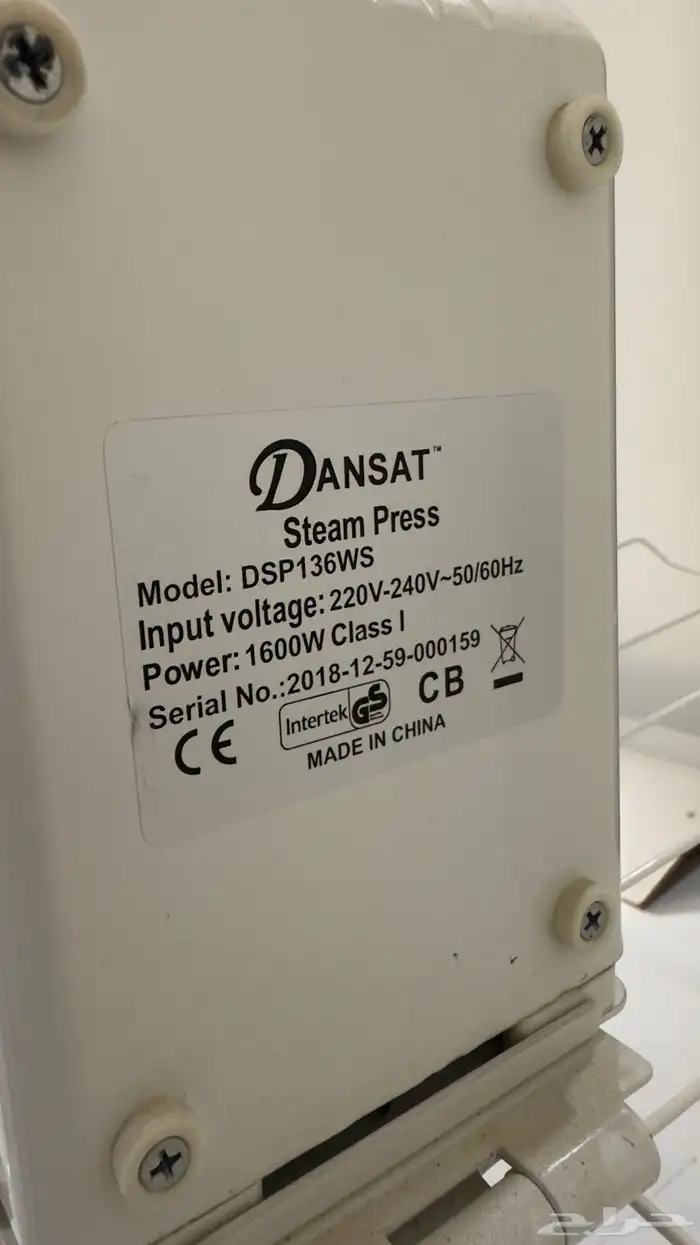 DANSAT™
Steam Press
Model: DSP136WS
Input voltage: 220V-240V~50/60Hz
Power: 1600W Class I
Serial No.:2018-12-59-000159
CE Intertek GS CB
MADE IN CHINA
حراج